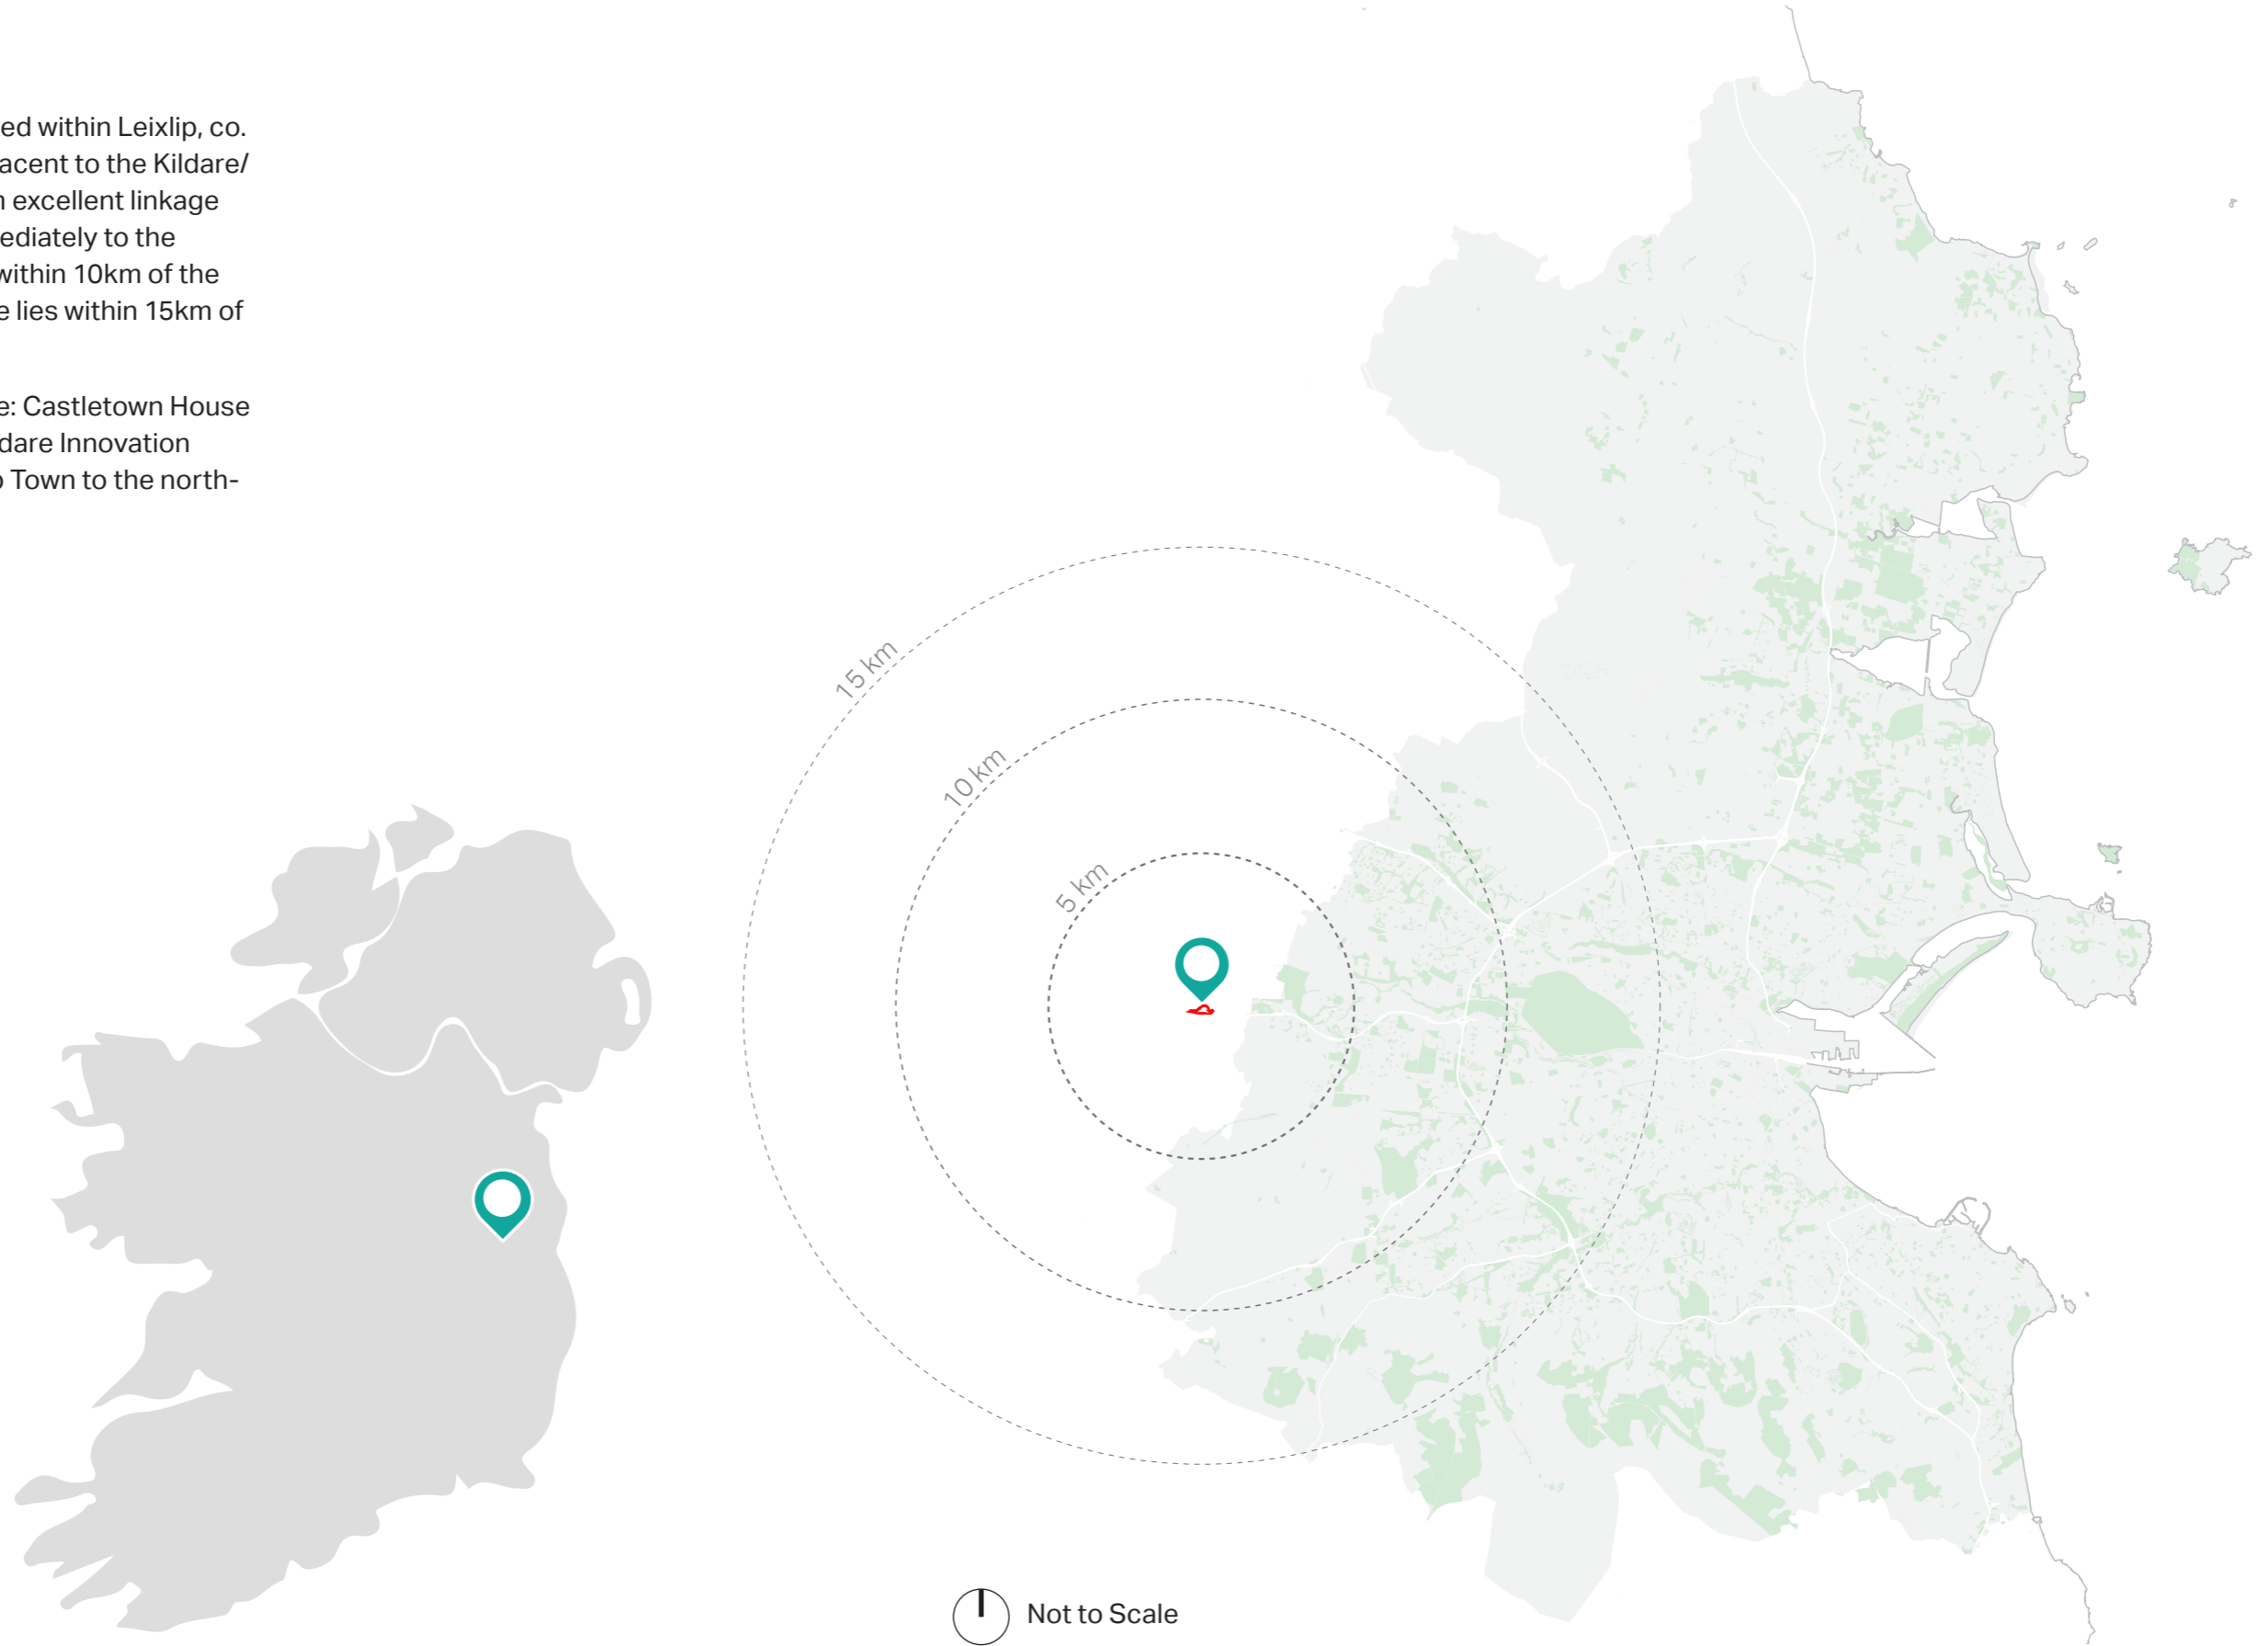 ed within Leixlip, co.
acent to the Kildare/
n excellent linkage
ediately to the
within 10km of the
e lies within 15km of
e: Castletown House
dare Innovation
o Town to the north-
15 km
10 km
5 km
Not to Scale